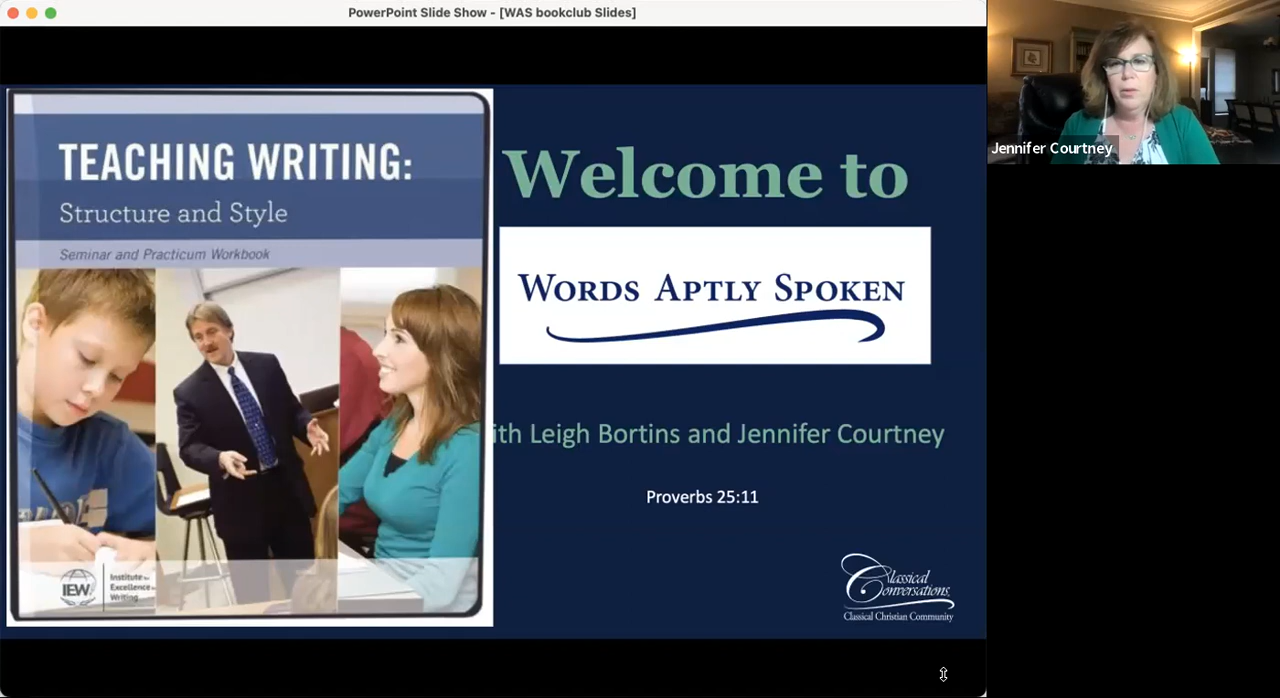 PowerPoint Slide Show - [WAS bookclub Slides]
TEACHING WRITING:
Structure and Style
Seminar and Practicum Workbook
IEW
Institute for
Excellence in
Writing
Welcome to
WORDS APTLY SPOKEN
ith Leigh Bortins and Jennifer Courtney
Proverbs 25:11
Classical
Conversations
Classical Christian Community
Jennifer Courtney